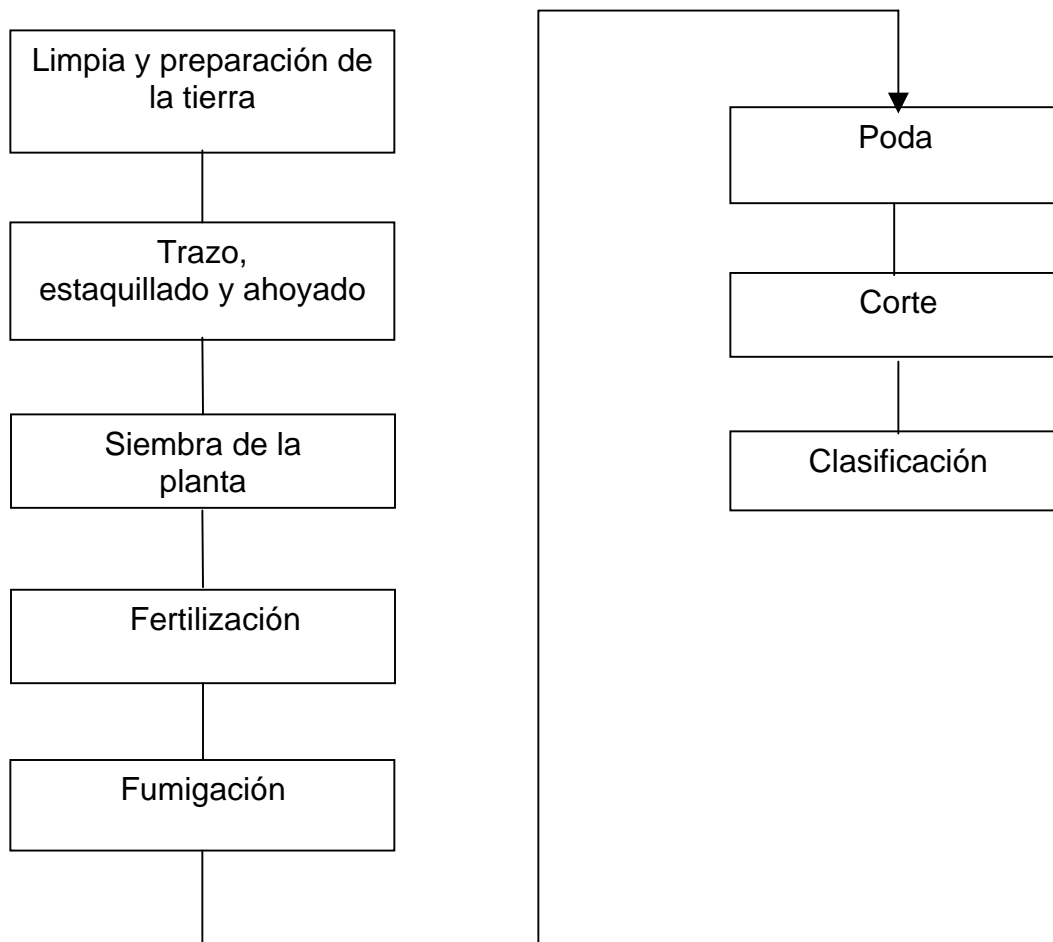 Limpia y preparación de
la tierra
Trazo,
estaquillado y ahoyado
Siembra de la
planta
Fertilización
Fumigación
Poda
Corte
Clasificación